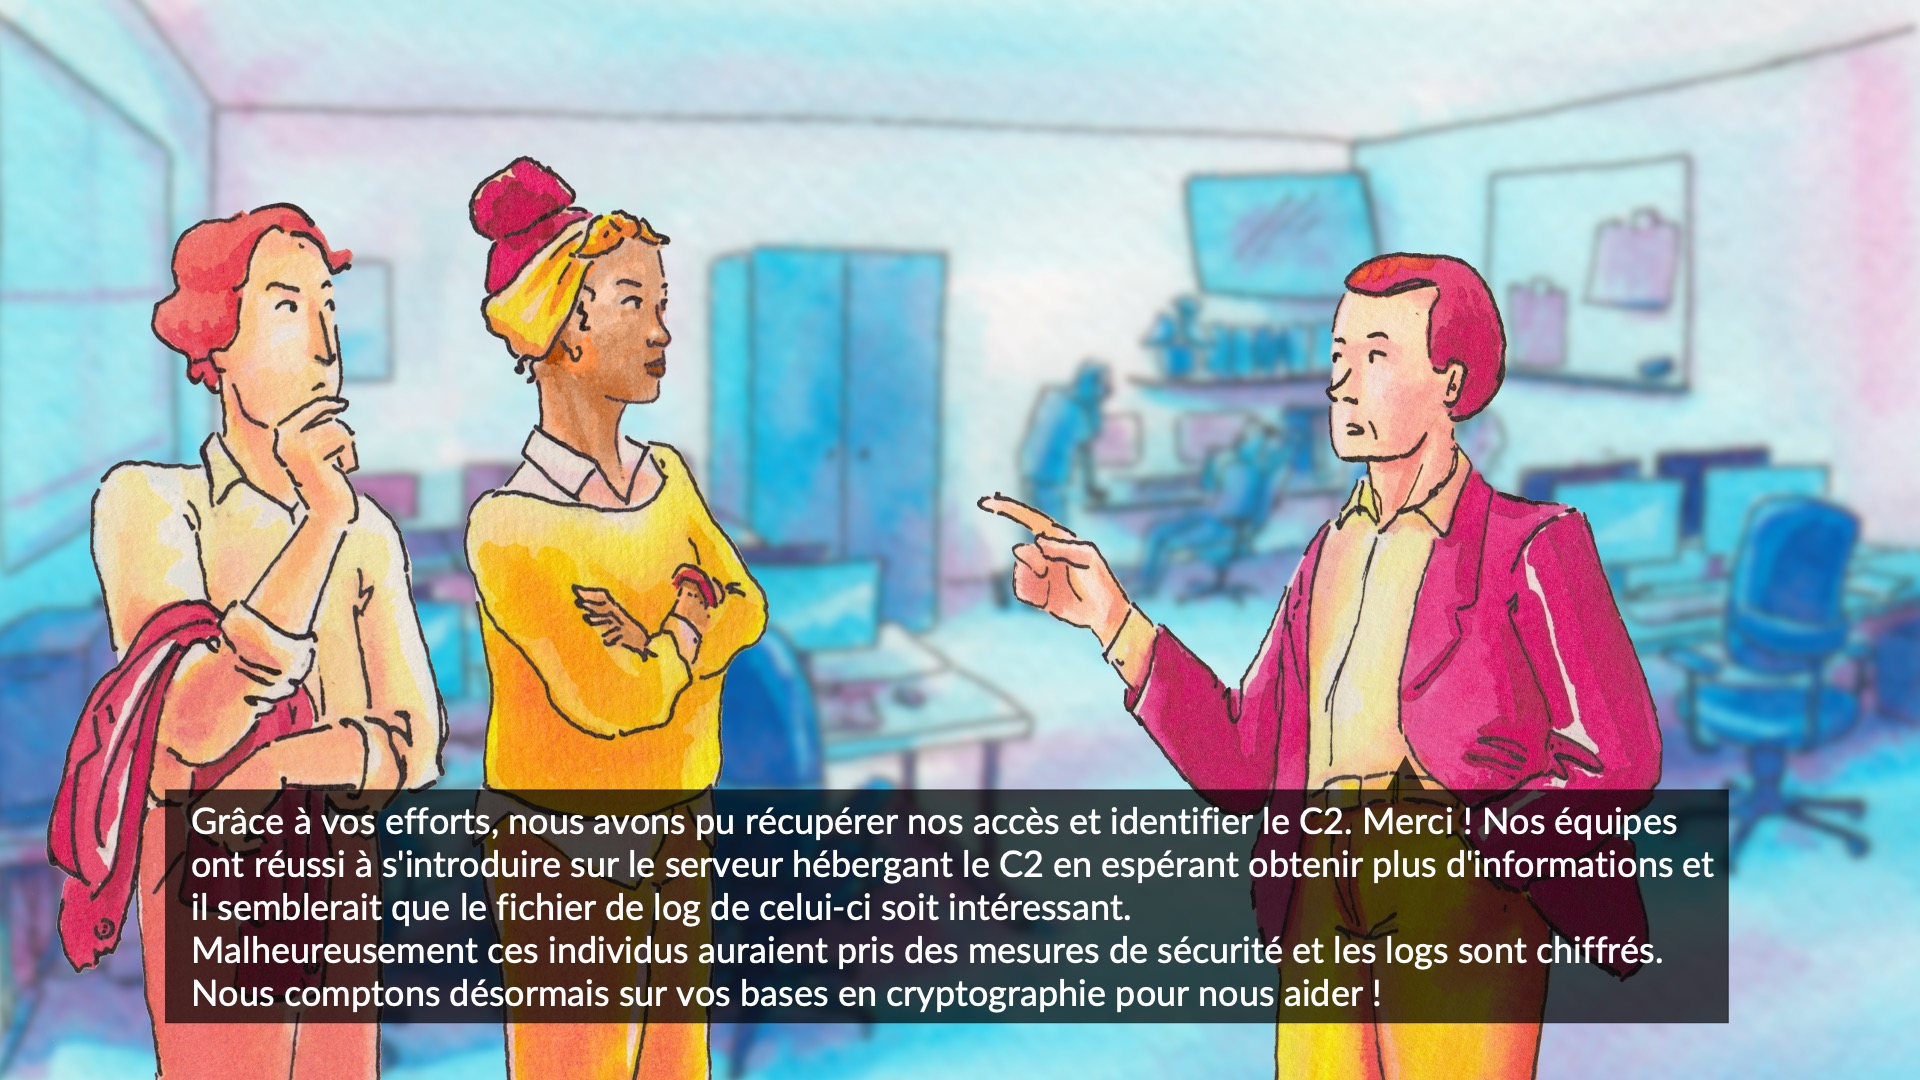 Grâce à vos efforts, nous avons pu récupérer nos accès et identifier le C2. Merci ! Nos équipes
ont réussi à s'introduire sur le serveur hébergant le C2 en espérant obtenir plus d'informations et
il semblerait que le fichier de log de celui-ci soit intéressant.
Malheureusement ces individus auraient pris des mesures de sécurité et les logs sont chiffrés.
Nous comptons désormais sur vos bases en cryptographie pour nous aider !